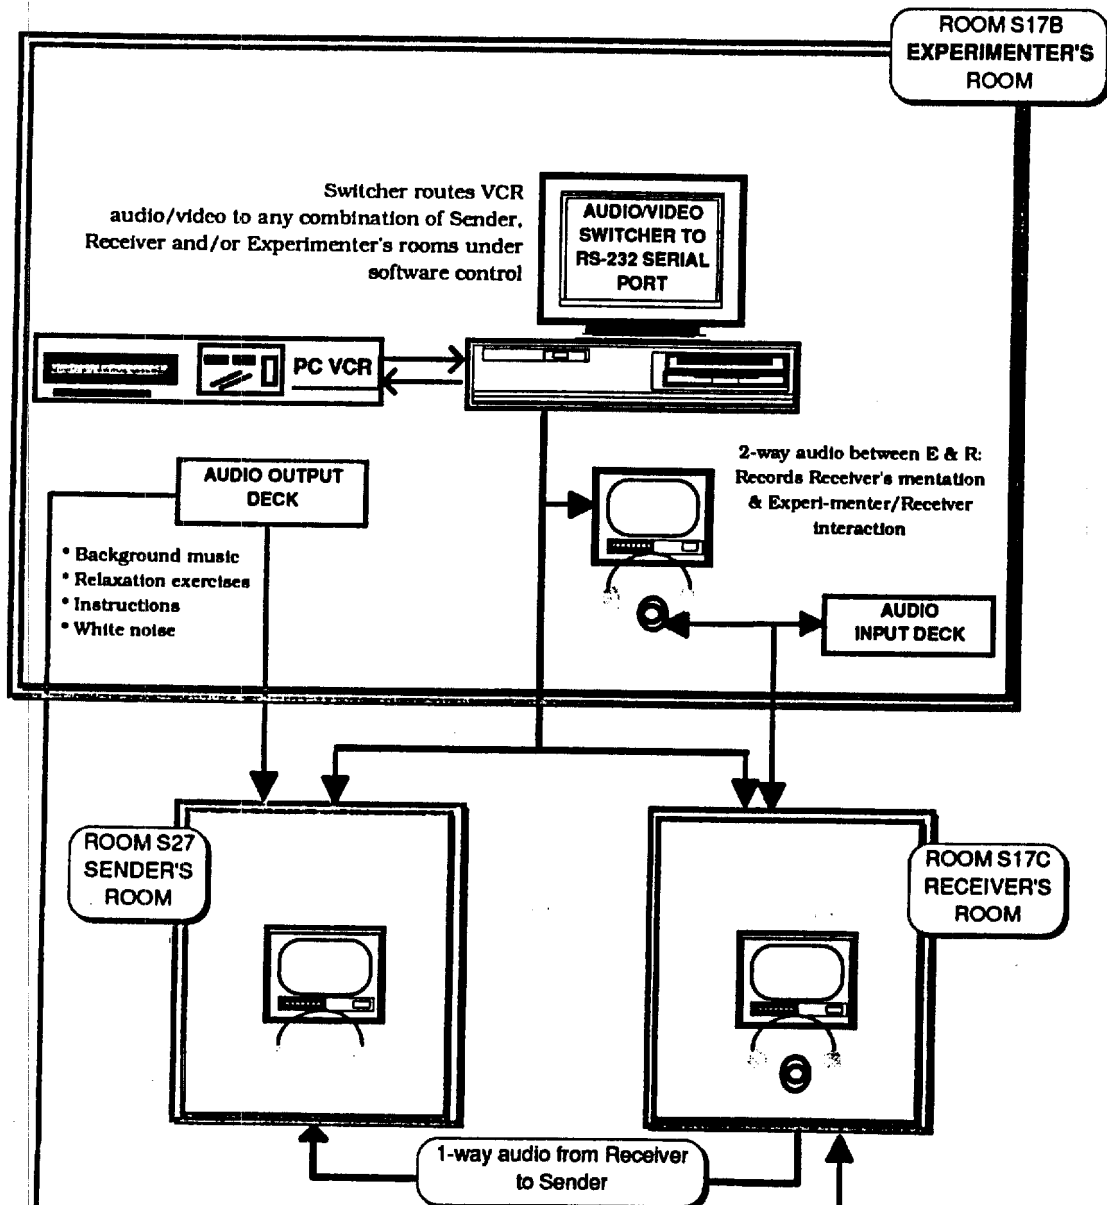 ROOM S17B
EXPERIMENTER'S
ROOM
Switcher routes VCR
audio/video to any combination of Sender,
Receiver and/or Experimenter's rooms under
software control
AUDIO/VIDEO
SWITCHER TO
RS-232 SERIAL
PORT
PC VCR
AUDIO OUTPUT
DECK
2-way audio between E & R:
Records Receiver's mentation
& Experi-menter/Receiver
interaction
* Background music
* Relaxation exercises
* Instructions
* White noise
AUDIO
INPUT DECK
ROOM S27
SENDER'S
ROOM
ROOM S17C
RECEIVER'S
ROOM
1-way audio from Receiver
to Sender